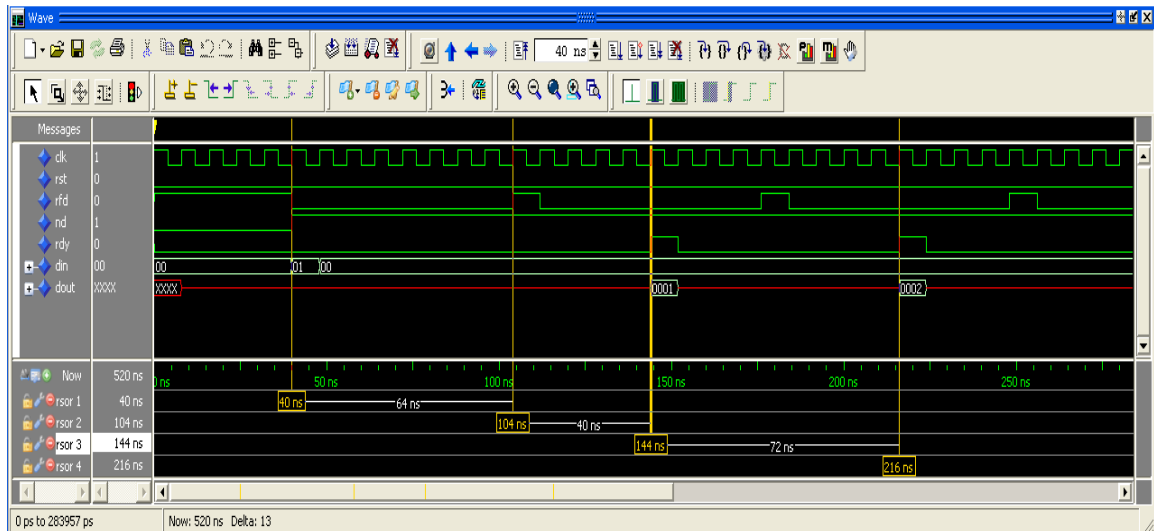 Wave
40 ns
Messages
clk 1
rst 0
rfd 0
nd 1
rdy 0
din 00 00 01 00
dout XXXX XXXX 0001 0002
Now 520 ns 0 ns 50 ns 100 ns 150 ns 200 ns 250 ns
rsor 1 40 ns 40 ns 64 ns
rsor 2 104 ns 104 ns 40 ns
rsor 3 144 ns 144 ns 72 ns
rsor 4 216 ns 216 ns
0 ps to 283957 ps Now: 520 ns Delta: 13